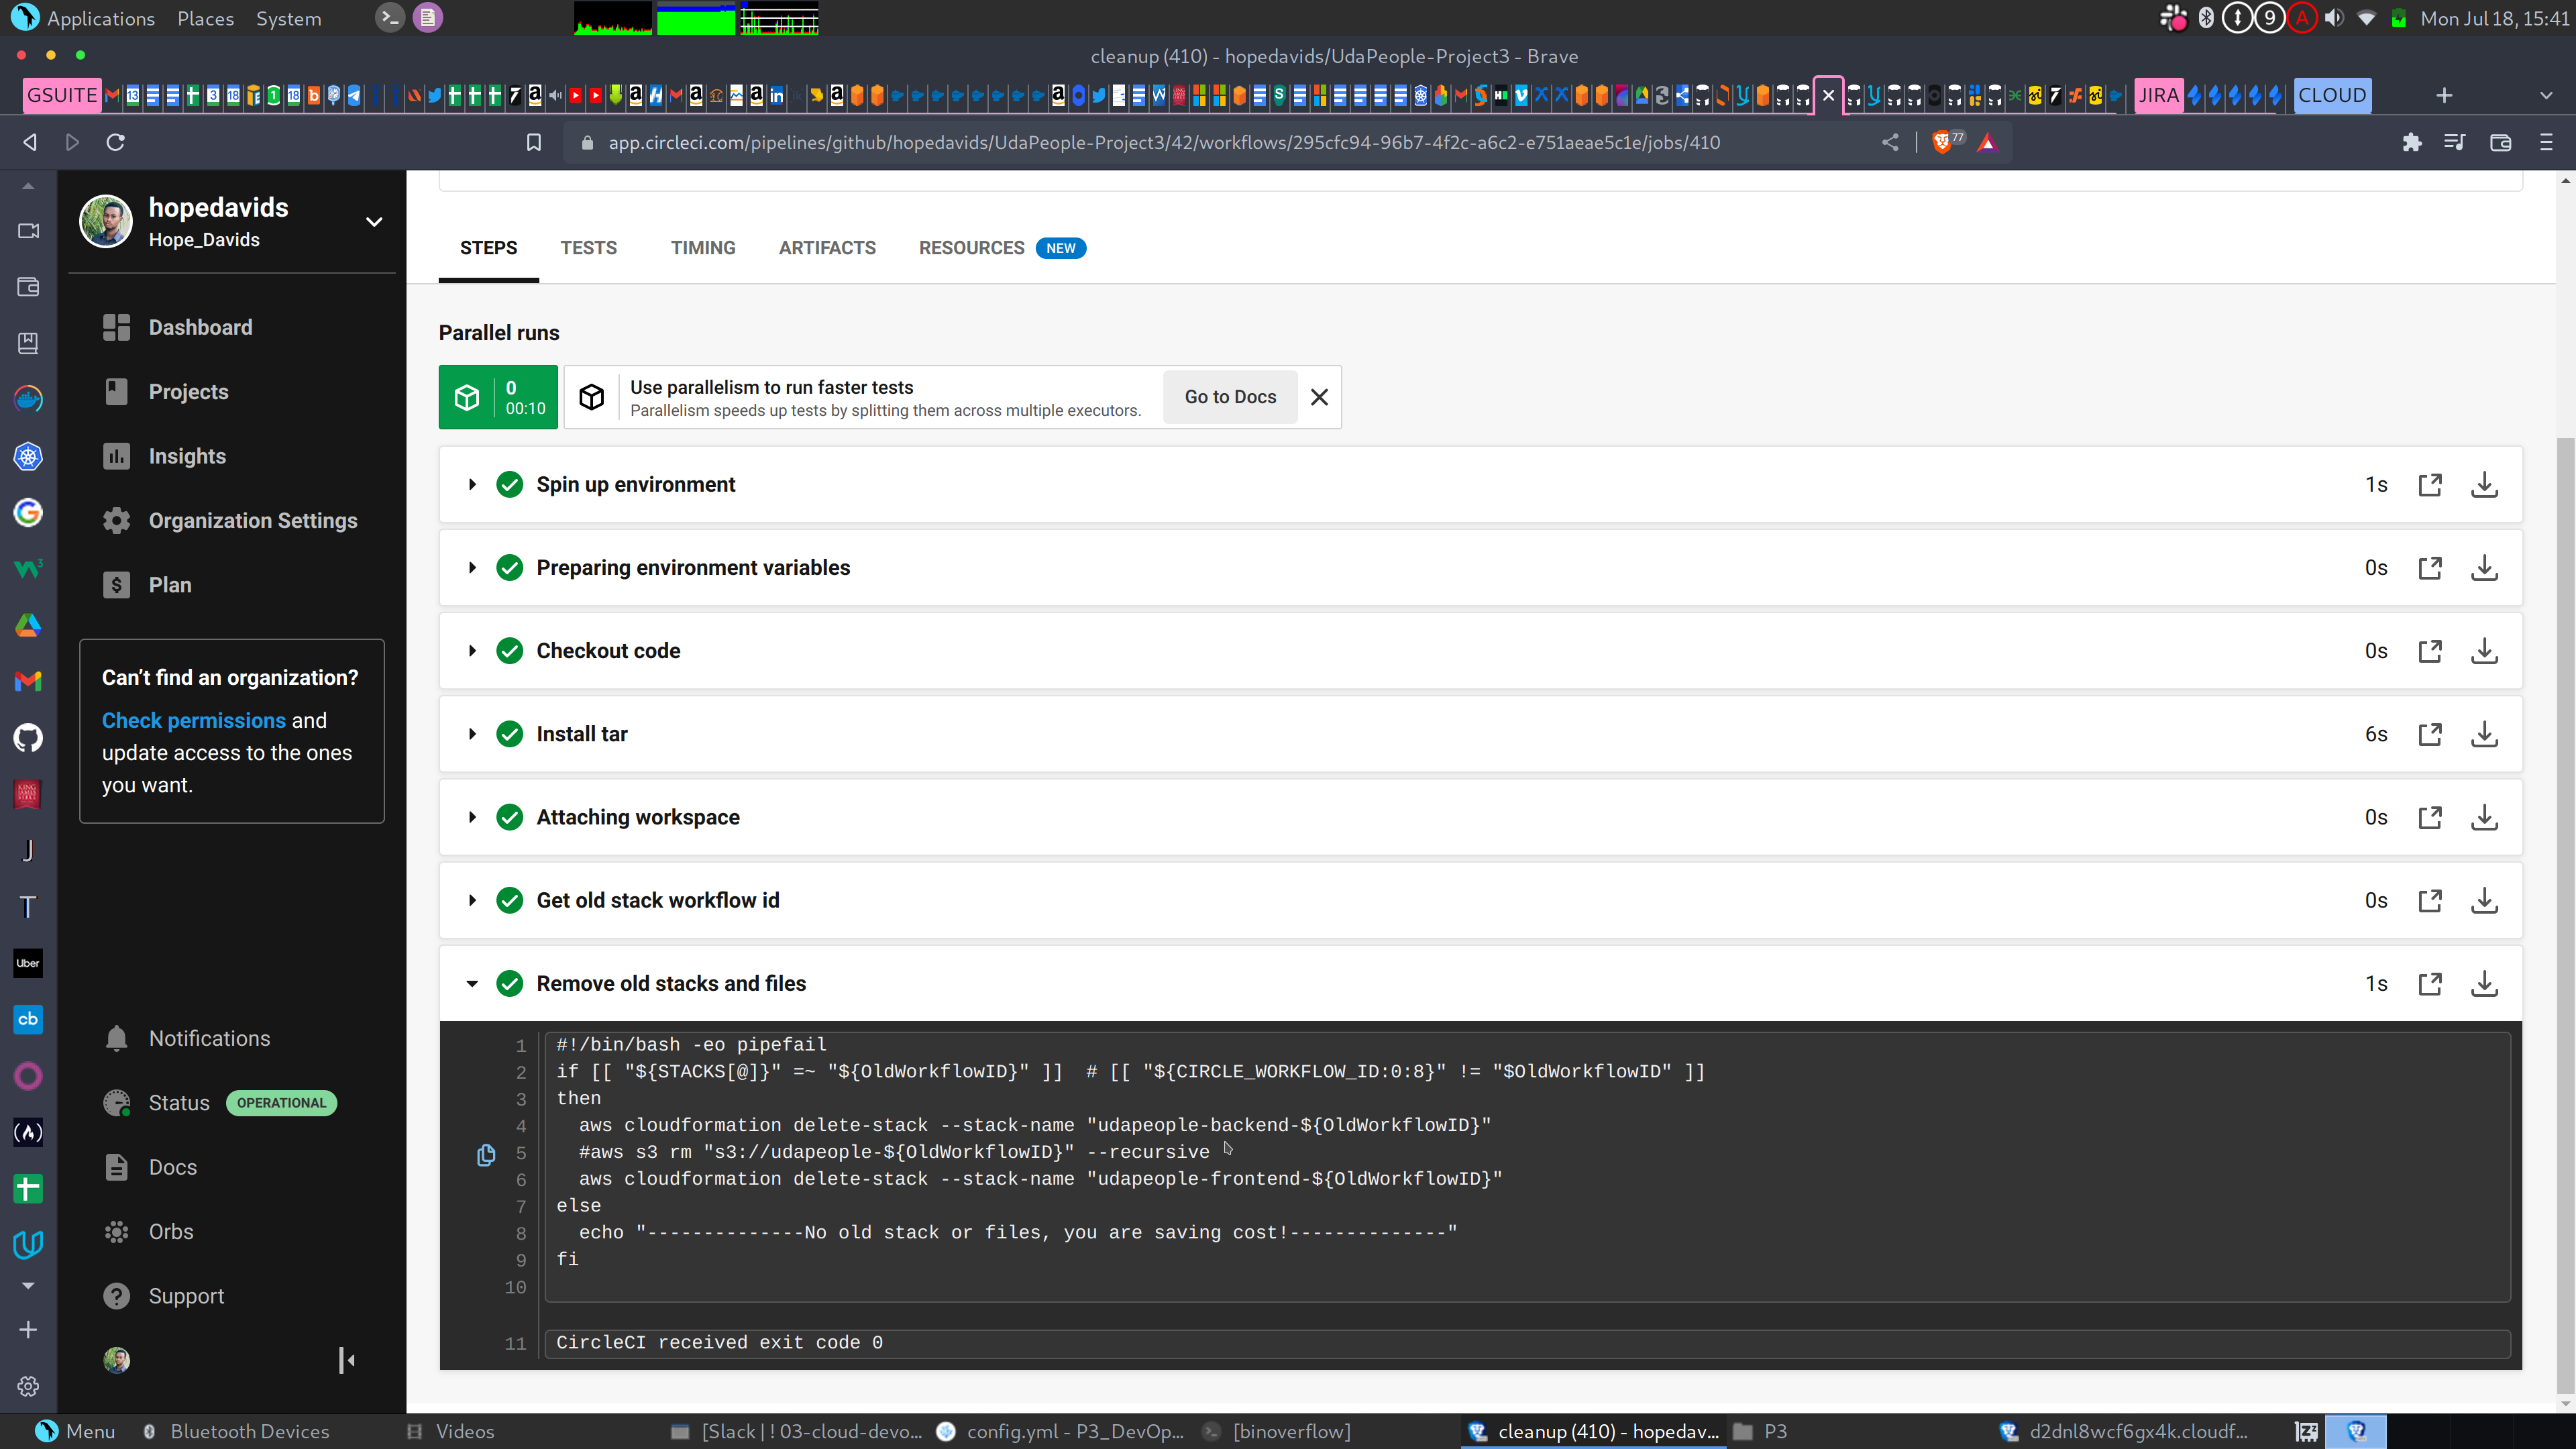 Applications Places System
9 A Mon Jul 18, 15:41
cleanup (410) - hopedavids/UdaPeople-Project3 - Brave
GSUITE
JIRA
CLOUD
app.circleci.com/pipelines/github/hopedavids/UdaPeople-Project3/42/workflows/295cfc94-96b7-4f2c-a6c2-e751aeae5c1e/jobs/410
77
hopedavids
Hope_Davids
Dashboard
Projects
Insights
Organization Settings
Plan
Can't find an organization?
Check permissions and
update access to the ones
you want.
Notifications
Status OPERATIONAL
Docs
Orbs
Support
J
T
Uber
cb
STEPS TESTS TIMING ARTIFACTS RESOURCES NEW
Parallel runs
0
00:10
Use parallelism to run faster tests
Parallelism speeds up tests by splitting them across multiple executors.
Go to Docs
Spin up environment 1s
Preparing environment variables 0s
Checkout code 0s
Install tar 6s
Attaching workspace 0s
Get old stack workflow id 0s
Remove old stacks and files 1s
1 #!/bin/bash -eo pipefail
2 if [[ "${STACKS[@]}" =~ "${OldWorkflowID}" ]]  # [[ "${CIRCLE_WORKFLOW_ID:0:8}" != "$OldWorkflowID" ]]
3 then
4 aws cloudformation delete-stack --stack-name "udapeople-backend-${OldWorkflowID}"
5 #aws s3 rm "s3://udapeople-${OldWorkflowID}" --recursive
6 aws cloudformation delete-stack --stack-name "udapeople-frontend-${OldWorkflowID}"
7 else
8 echo "--------------No old stack or files, you are saving cost!--------------"
9 fi
10
11 CircleCI received exit code 0
Menu Bluetooth Devices Videos [Slack | ! 03-cloud-devo... config.yml - P3_DevOp... [binoverflow] cleanup (410) - hopedav... P3 d2dnl8wcf6gx4k.cloudf...